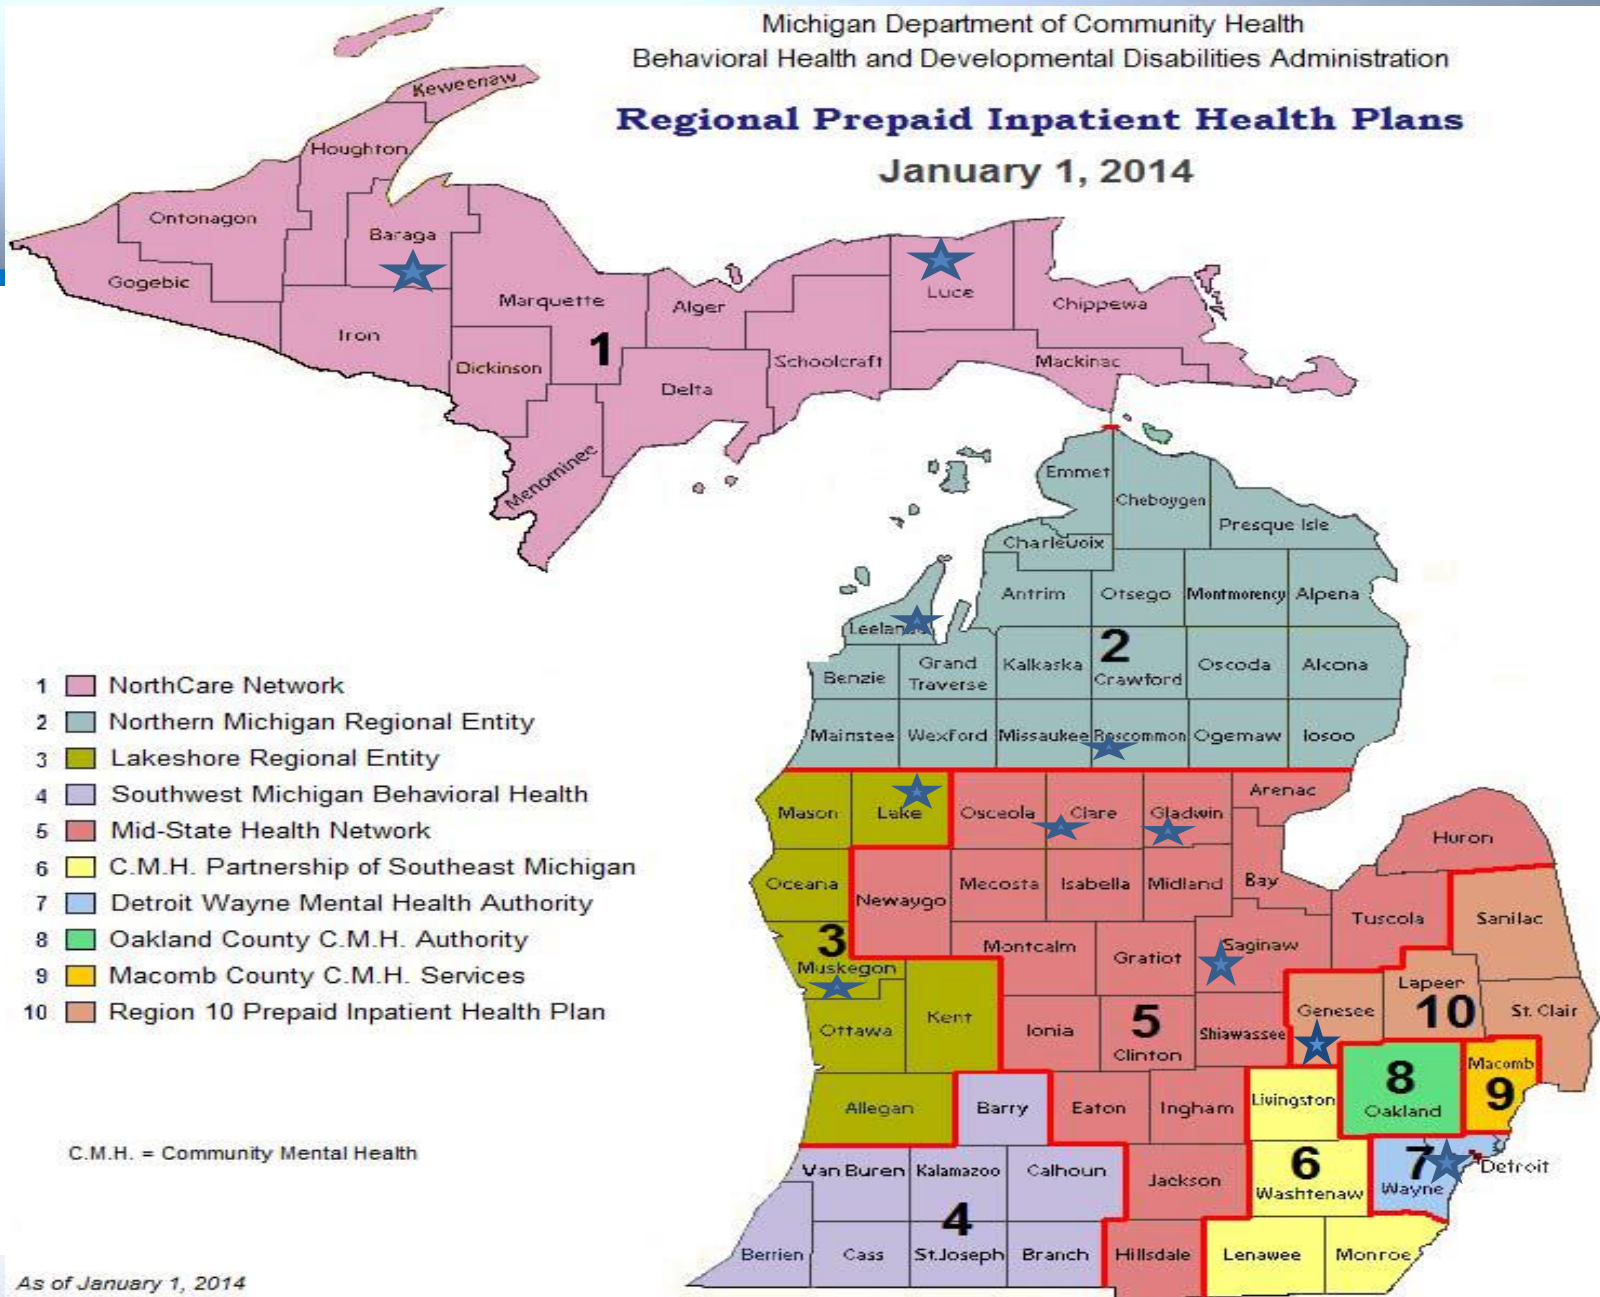 Michigan Department of Community Health
Behavioral Health and Developmental Disabilities Administration
Regional Prepaid Inpatient Health Plans
January 1, 2014
Keweenaw
Houghton
Ontonagon
Baraga
Gogebic
Marquette
Alger
Luce
Chippewa
Iron
1
Dickinson
Schoolcraft
Mackinac
Delta
Menominee
Emmet
Cheboygen
Presque Isle
Charlevoix
Antrim
Otsego
Montmorency
Alpena
2
Benzie
Grand
Traverse
Kalkaska
Crawford
Oscoda
Alcona
Mainstee
Wexford
Missaukee
Roscommon
Ogemaw
Iosoo
1 NorthCare Network
2 Northern Michigan Regional Entity
3 Lakeshore Regional Entity
4 Southwest Michigan Behavioral Health
5 Mid-State Health Network
6 C.M.H. Partnership of Southeast Michigan
7 Detroit Wayne Mental Health Authority
8 Oakland County C.M.H. Authority
9 Macomb County C.M.H. Services
10 Region 10 Prepaid Inpatient Health Plan
Mason
Lake
Osceola
Clare
Gladwin
Arenac
Huron
Oceana
Newaygo
Mecosta
Isabella
Midland
Bay
Tuscola
Sanilac
3
Muskegon
Montcalm
Gratiot
Saginaw
Lapeer
10
Genesee
St. Clair
Ottawa
Kent
Ionia
5
Clinton
Shiawassee
Macomb
9
8
Oakland
Allegan
Barry
Eaton
Ingham
Livingston
C.M.H. = Community Mental Health
Van Buren
Kalamazoo
Calhoun
Jackson
6
Washtenaw
7
Wayne
Detroit
4
Berrien
Cass
St.Joseph
Branch
Hillsdale
Lenawee
Monroe
As of January 1, 2014